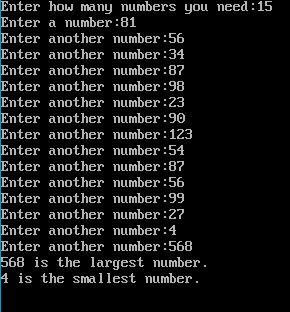 Enter how many numbers you need:15
Enter a number:81
Enter another number:56
Enter another number:34
Enter another number:87
Enter another number:98
Enter another number:23
Enter another number:90
Enter another number:123
Enter another number:54
Enter another number:87
Enter another number:56
Enter another number:99
Enter another number:27
Enter another number:4
Enter another number:568
568 is the largest number.
4 is the smallest number.